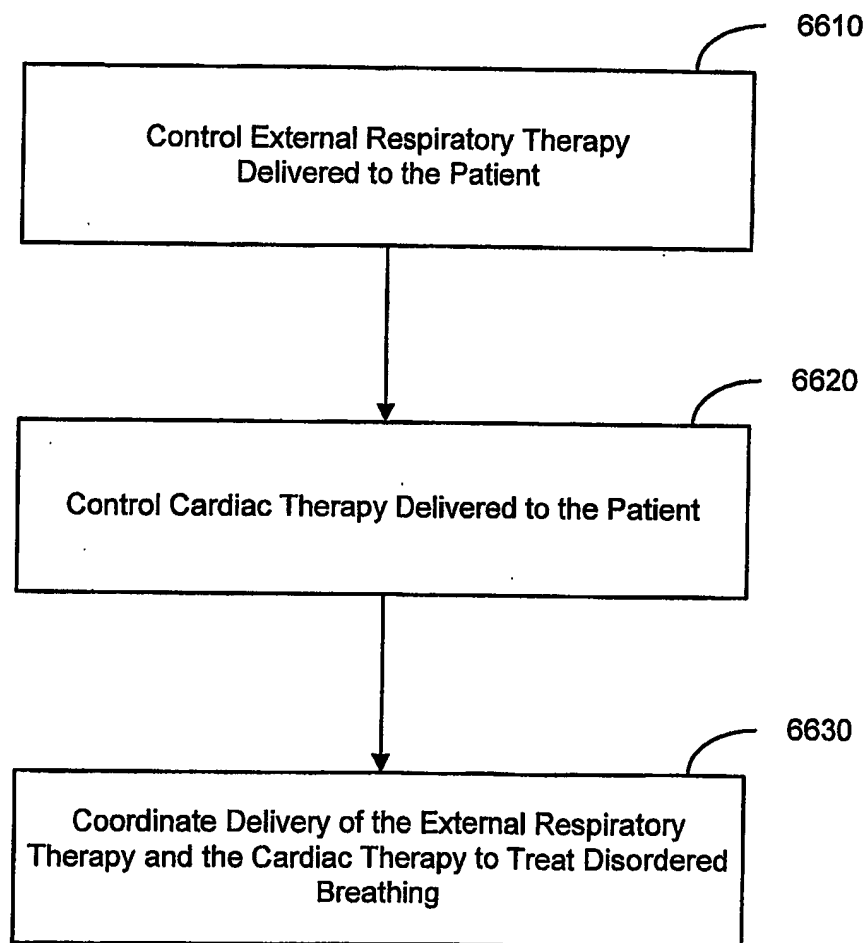 6610
Control External Respiratory Therapy
Delivered to the Patient
6620
Control Cardiac Therapy Delivered to the Patient
6630
Coordinate Delivery of the External Respiratory
Therapy and the Cardiac Therapy to Treat Disordered
Breathing